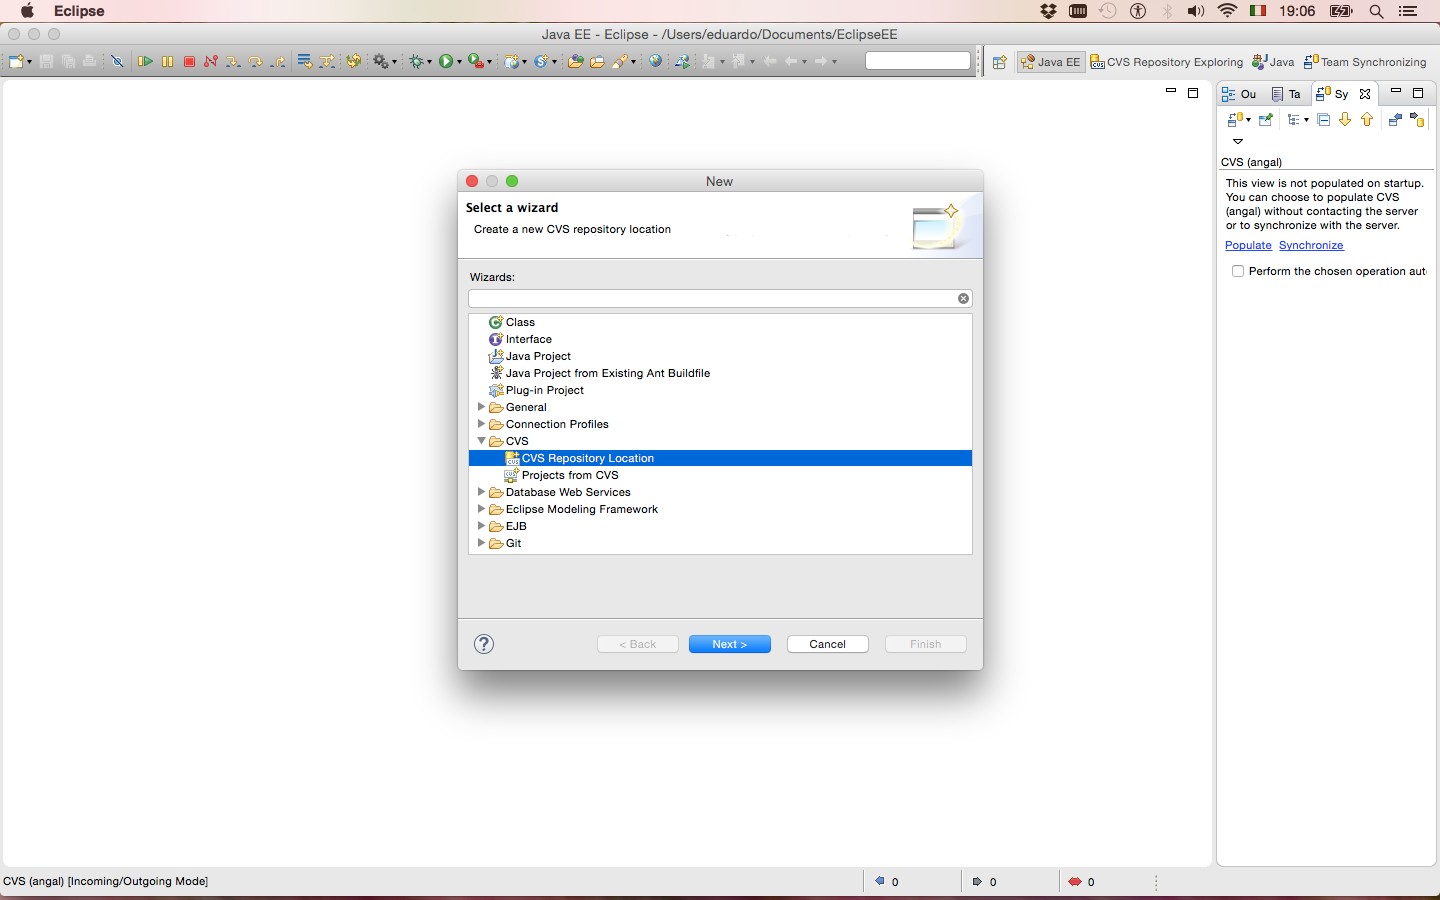 Eclipse
19:06
Java EE - Eclipse - /Users/eduardo/Documents/EclipseEE
Java EE
CVS Repository Exploring
Java
Team Synchronizing
Ou
Ta
Sy
CVS (angal)
This view is not populated on startup.
You can choose to populate CVS
(angal) without contacting the server
or to synchronize with the server.
Populate Synchronize
Perform the chosen operation aut
New
Select a wizard
Create a new CVS repository location
Wizards:
Class
Interface
Java Project
Java Project from Existing Ant Buildfile
Plug-in Project
General
Connection Profiles
CVS
CVS Repository Location
Projects from CVS
Database Web Services
Eclipse Modeling Framework
EJB
Git
?
< Back
Next >
Cancel
Finish
CVS (angal) [Incoming/Outgoing Mode]
0
0
0